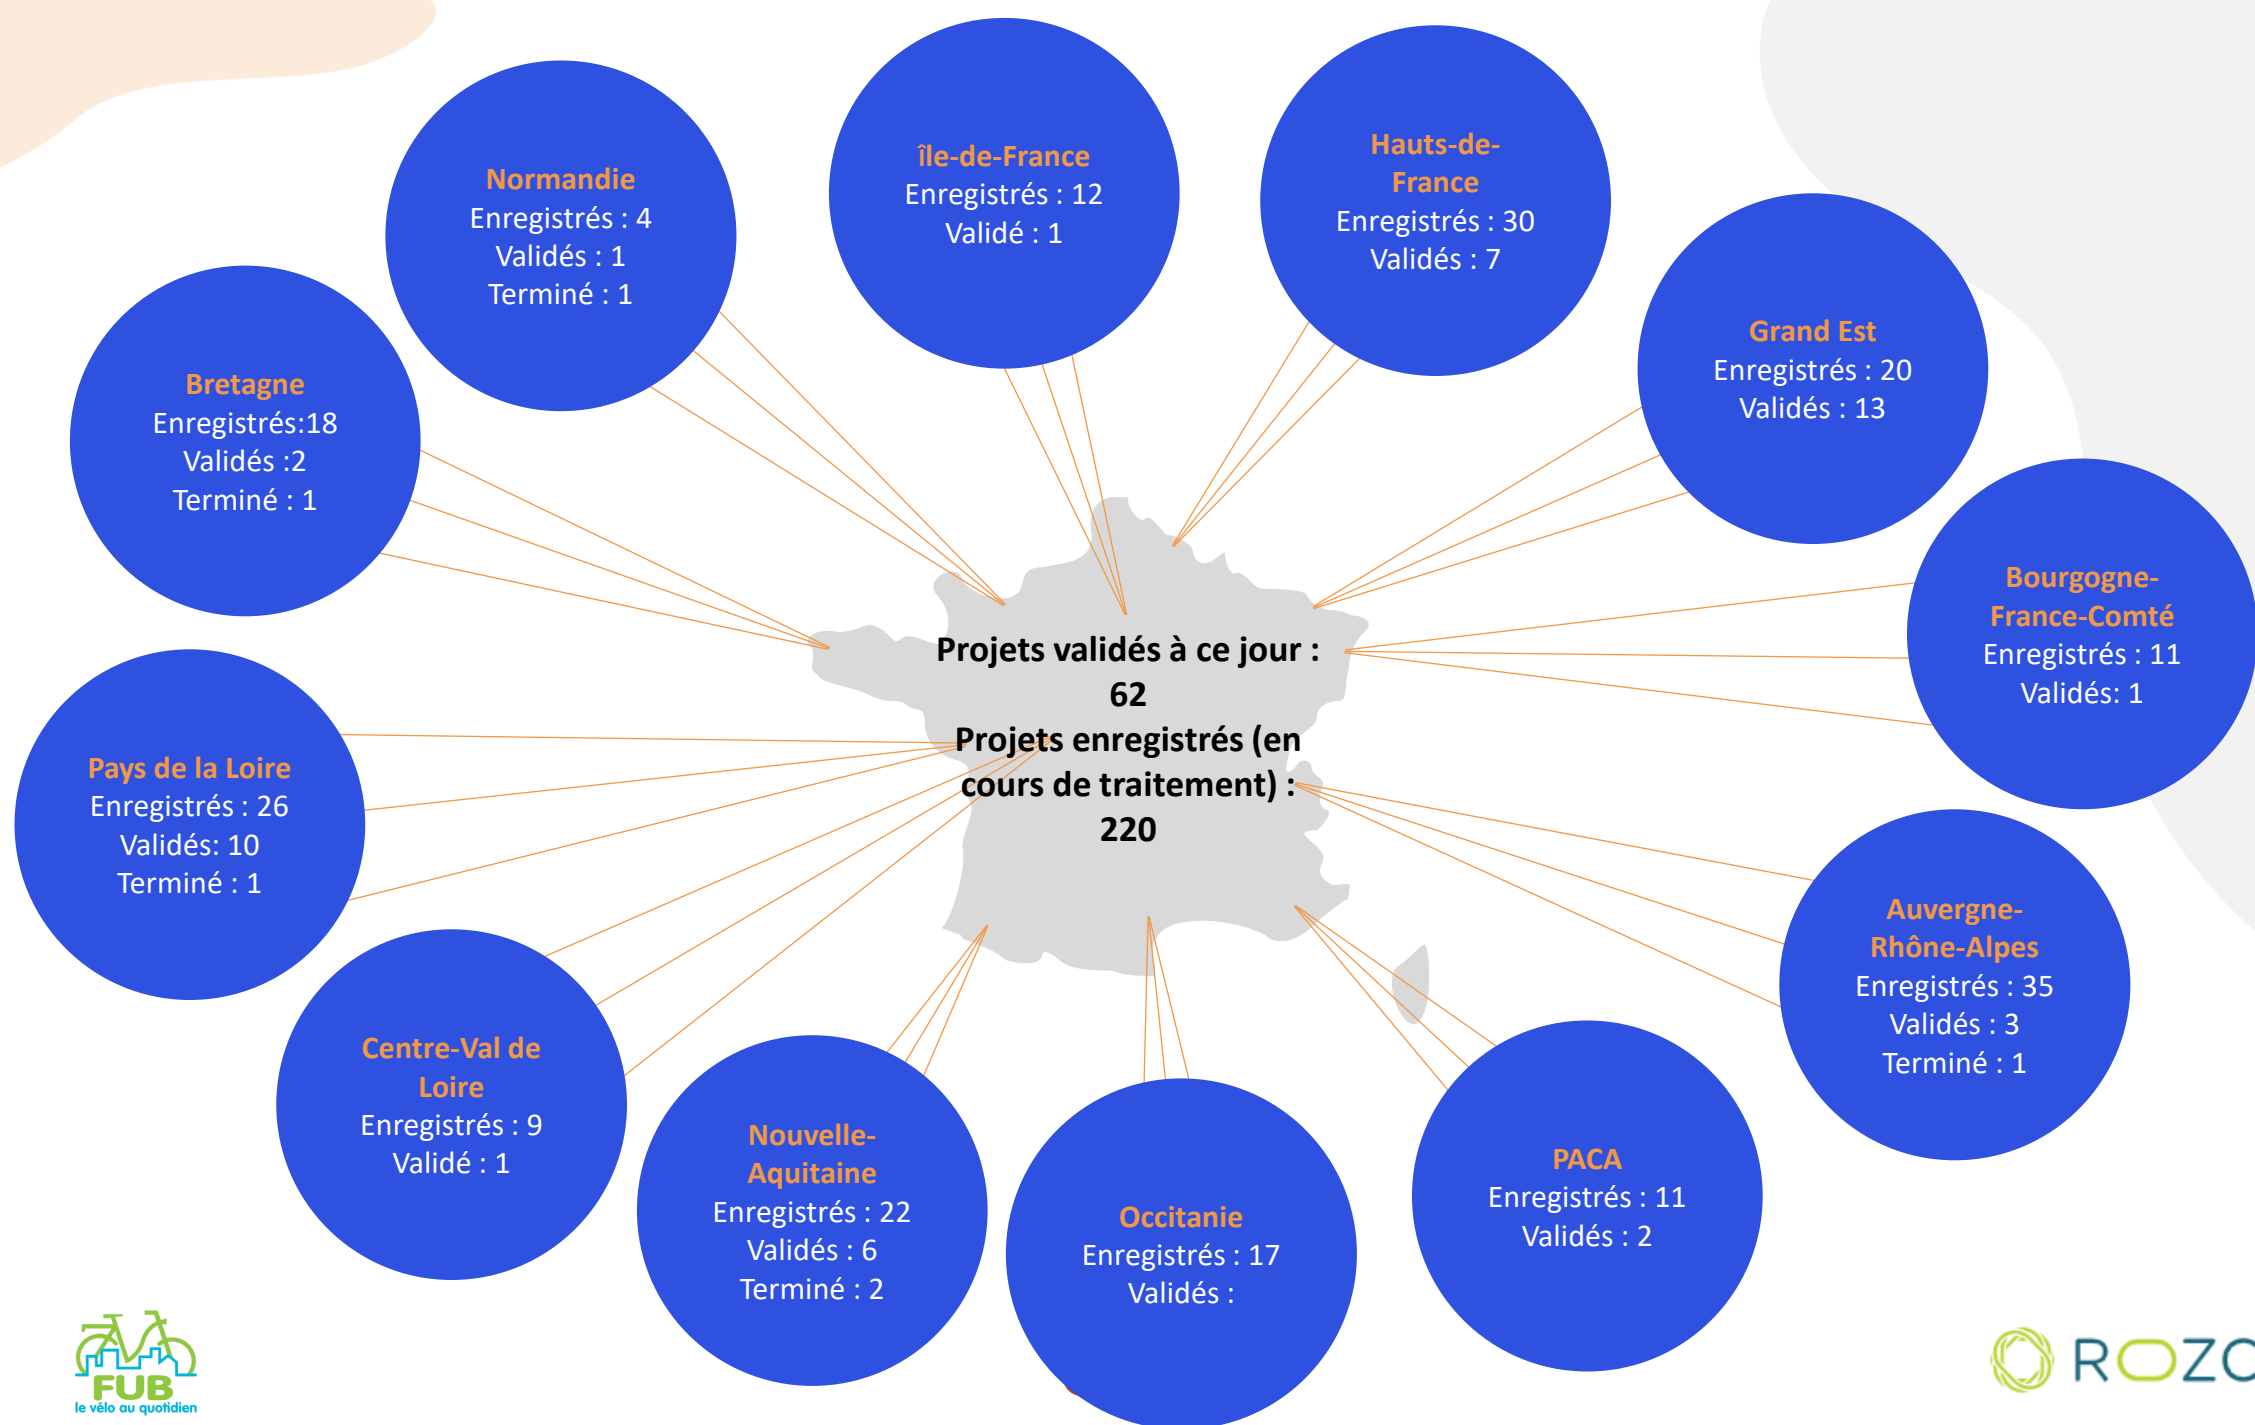 Normandie
Enregistrés : 4
Validés : 1
Terminé : 1
Île-de-France
Enregistrés : 12
Validé : 1
Hauts-de-
France
Enregistrés : 30
Validés : 7
Grand Est
Enregistrés : 20
Validés : 13
Bretagne
Enregistrés:18
Validés :2
Terminé : 1
Bourgogne-
France-Comté
Enregistrés : 11
Validés: 1
Projets validés à ce jour :
62
Projets enregistrés (en
cours de traitement) :
220
Pays de la Loire
Enregistrés : 26
Validés: 10
Terminé : 1
Auvergne-
Rhône-Alpes
Enregistrés : 35
Validés : 3
Terminé : 1
Centre-Val de
Loire
Enregistrés : 9
Validé : 1
Nouvelle-
Aquitaine
Enregistrés : 22
Validés : 6
Terminé : 2
Occitanie
Enregistrés : 17
Validés :
PACA
Enregistrés : 11
Validés : 2
FUB
le vélo au quotidien
ROZO